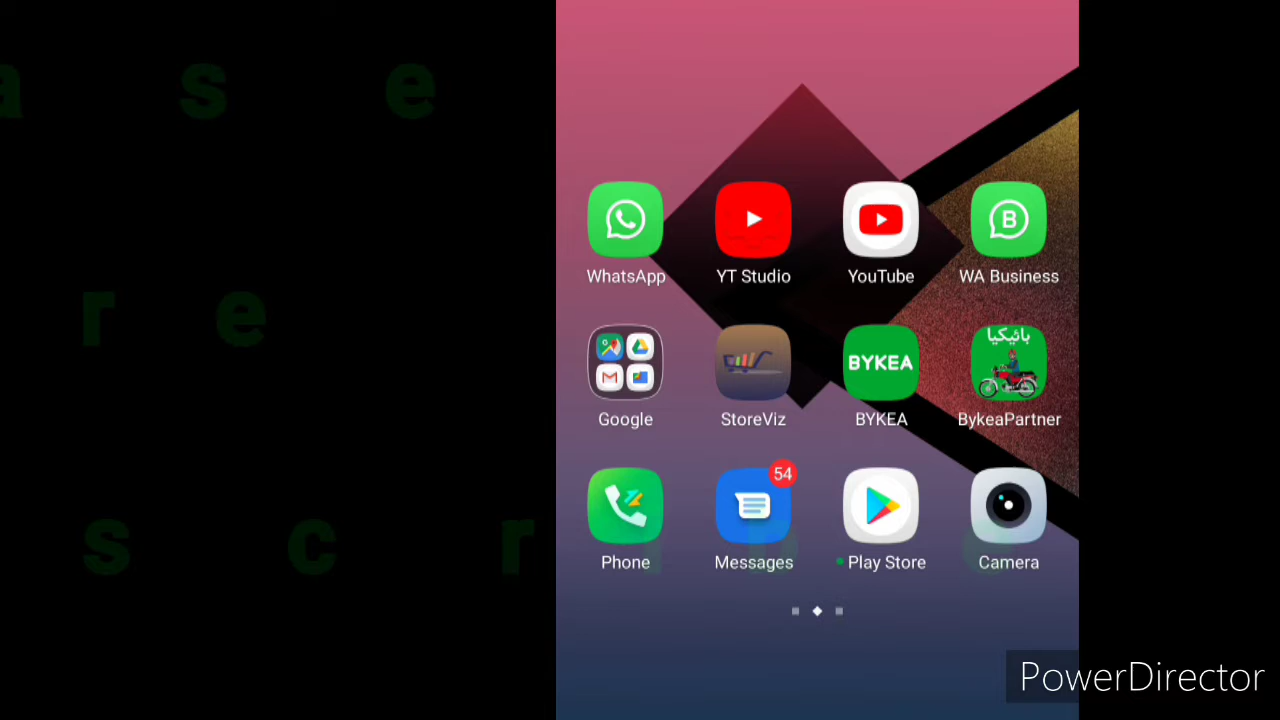 a s e
r e
s c r
WhatsApp
YT Studio
YouTube
WA Business
B
BYKEA
بائیکیا
Google
StoreViz
BYKEA
BykeaPartner
54
Phone
Messages
Play Store
Camera
PowerDirector